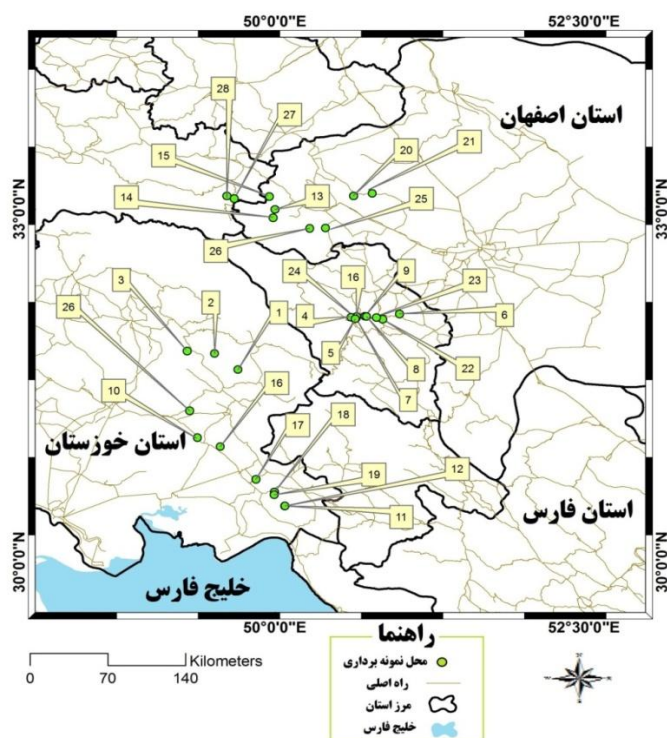 50°0'0"E
52°30'0"E
28
27
استان اصفهان
20
21
15
33°0'0"N
33°0'0"N
14
13
25
26
24
16
9
23
3
2
1
4
6
26
5
8
22
7
10
16
17
18
استان خوزستان
19
12
11
استان فارس
30°0'0"N
30°0'0"N
خلیج فارس
50°0'0"E
52°30'0"E
راهنما
محل نمونه برداری
راه اصلی
مرز استان
خلیج فارس
Kilometers
0
70
140